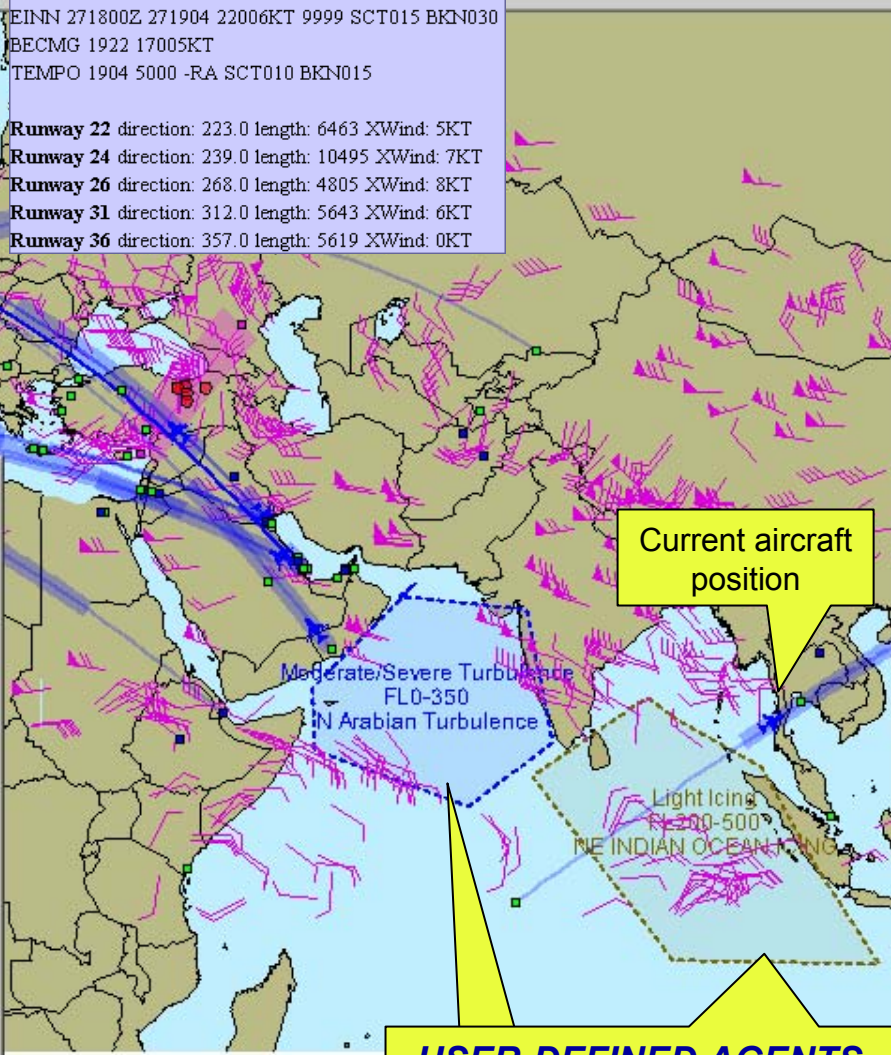 EINN 271800Z 271904 22006KT 9999 SCT015 BKN030
BECMG 1922 17005KT
TEMPO 1904 5000 -RA SCT010 BKN015
Runway 22 direction: 223.0 length: 6463 XWind: 5KT
Runway 24 direction: 239.0 length: 10495 XWind: 7KT
Runway 26 direction: 268.0 length: 4805 XWind: 8KT
Runway 31 direction: 312.0 length: 5643 XWind: 6KT
Runway 36 direction: 357.0 length: 5619 XWind: 0KT
Current aircraft
position
Moderate/Severe Turbulence
FL0-350
N Arabian Turbulence
Light Icing
FL200-500
NE INDIAN OCEAN ICING
USER-DEFINED AGENTS